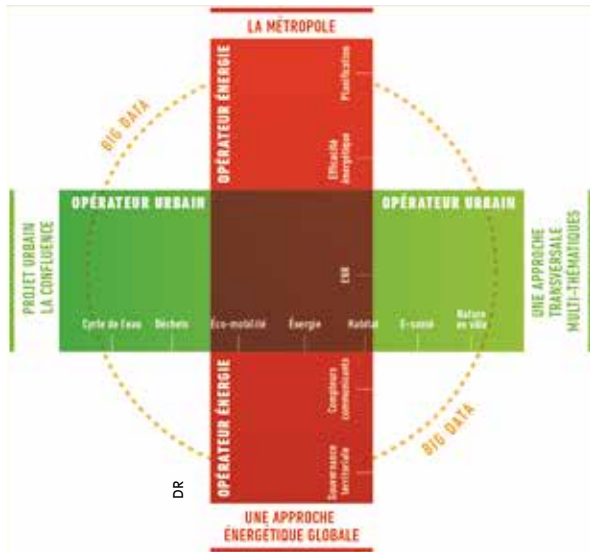 LA MÉTROPOLE
OPÉRATEUR ÉNERGIE
Planification
Efficacité
énergétique
BIG DATA
OPÉRATEUR URBAIN
OPÉRATEUR URBAIN
PROJET URBAIN
LA CONFLUENCE
UNE APPROCHE
TRANSVERSALE
MULTI-THÉMATIQUES
ENR
Cycle de l'eau
Déchets
Éco-mobilité
Énergie
Habitat
E-santé
Nature
en ville
OPÉRATEUR ÉNERGIE
Compteurs
communicants
Gouvernance
territoriale
BIG DATA
DR
UNE APPROCHE
ÉNERGÉTIQUE GLOBALE